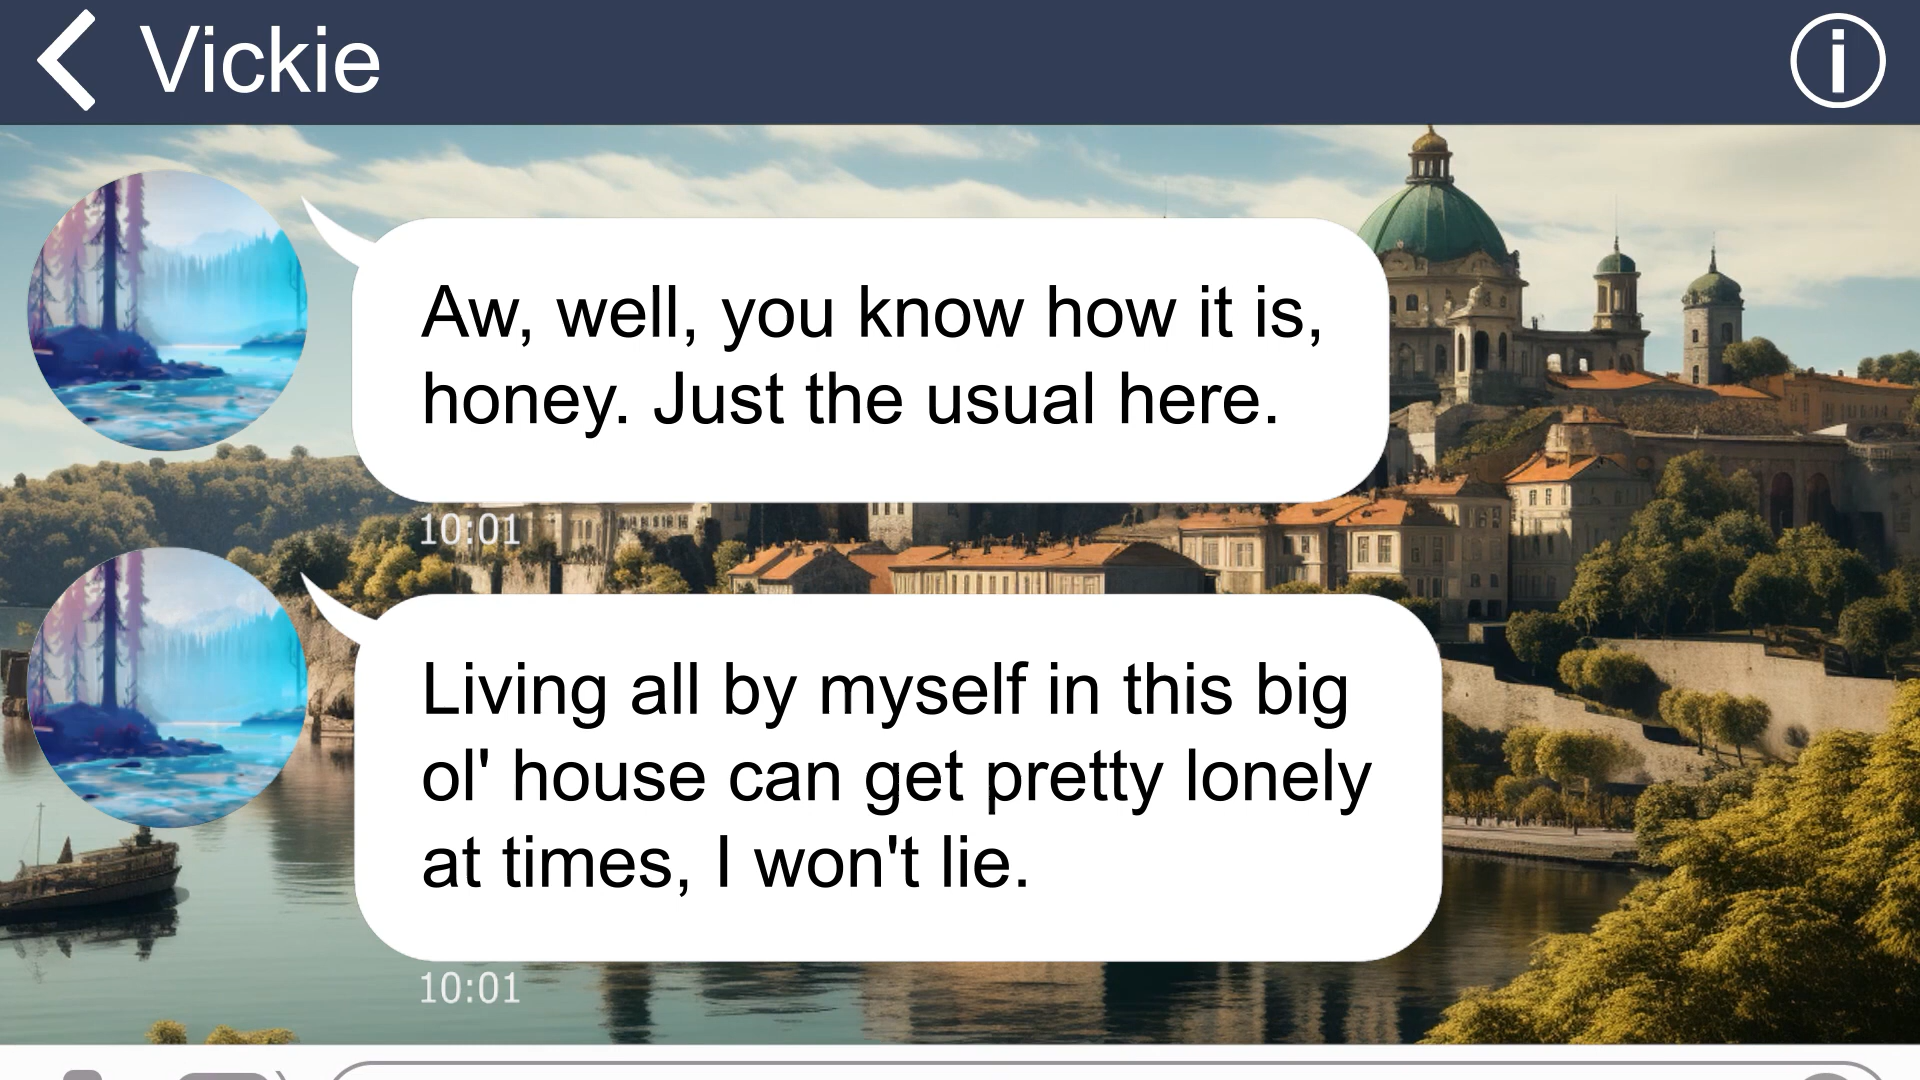 Vickie
Aw, well, you know how it is,
honey. Just the usual here.
10:01
Living all by myself in this big
ol' house can get pretty lonely
at times, I won't lie.
10:01